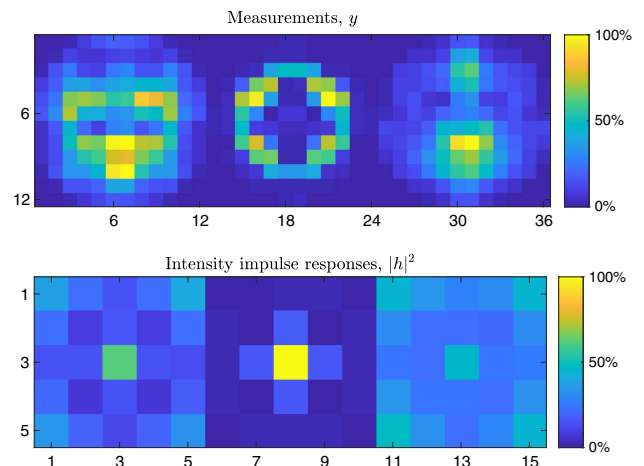 Measurements, y
6
12
6 12 18 24 30 36
100%
50%
0%
Intensity impulse responses, |h|²
1
3
5
1 3 5 7 9 11 13 15
100%
50%
0%